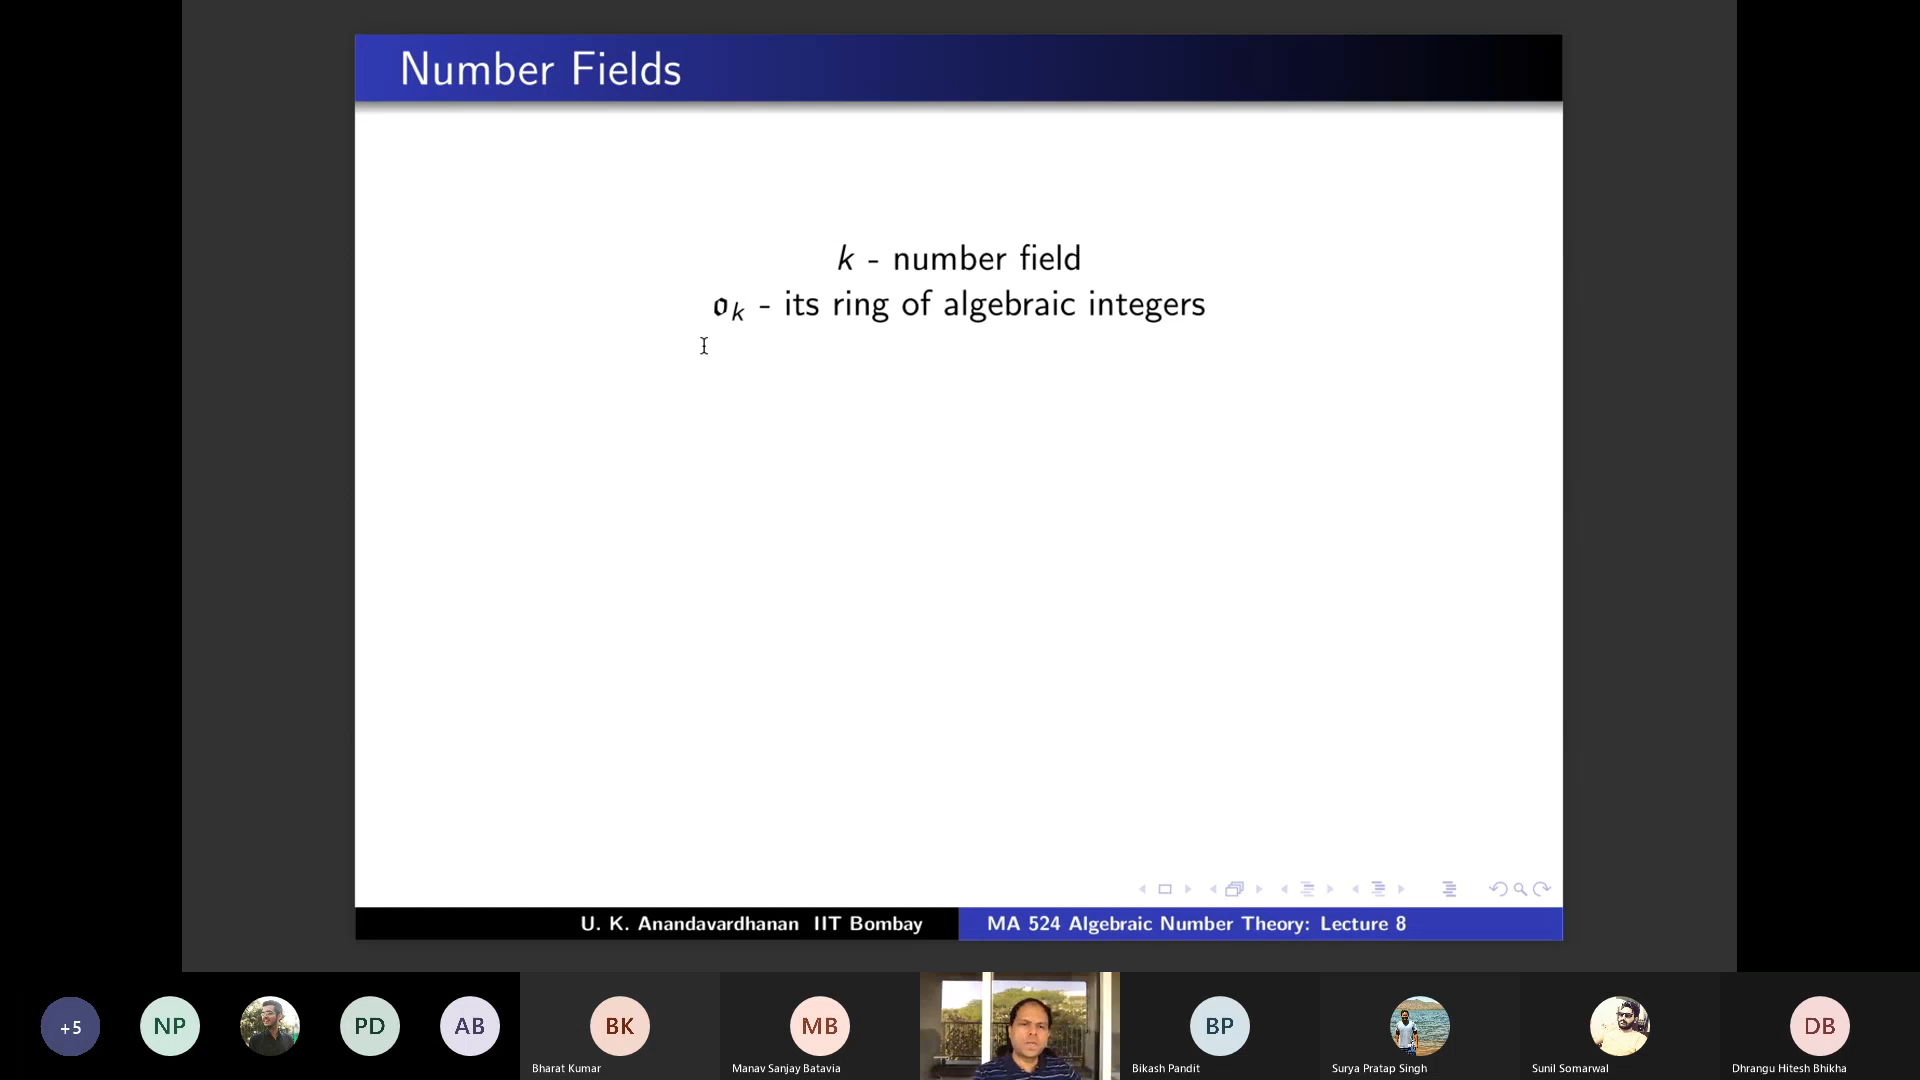 Number Fields
k - number field
𝔬ₖ - its ring of algebraic integers
U. K. Anandavardhanan IIT Bombay
MA 524 Algebraic Number Theory: Lecture 8
+5
NP
PD
AB
BK
MB
BP
DB
Bharat Kumar
Manav Sanjay Batavia
Bikash Pandit
Surya Pratap Singh
Sunil Somarwal
Dhrangu Hitesh Bhikha